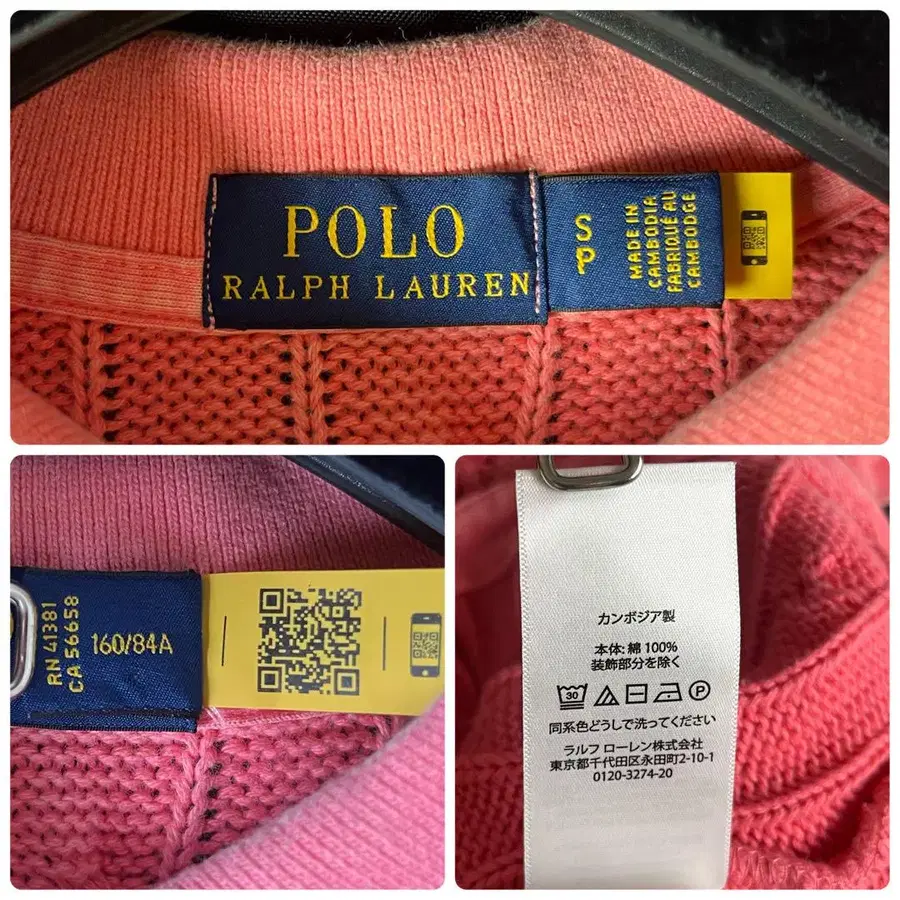 POLO
RALPH LAUREN
S
P
MADE IN
CAMBODIA
FABRIQUÉ AU
CAMBODGE
RN 41381
CA 56658
160/84A
カンボジア製
本体: 綿 100%
装飾部分を除く
30
P
同系色どうしで洗ってください
ラルフ ローレン株式会社
東京都千代田区永田町2-10-1
0120-3274-20